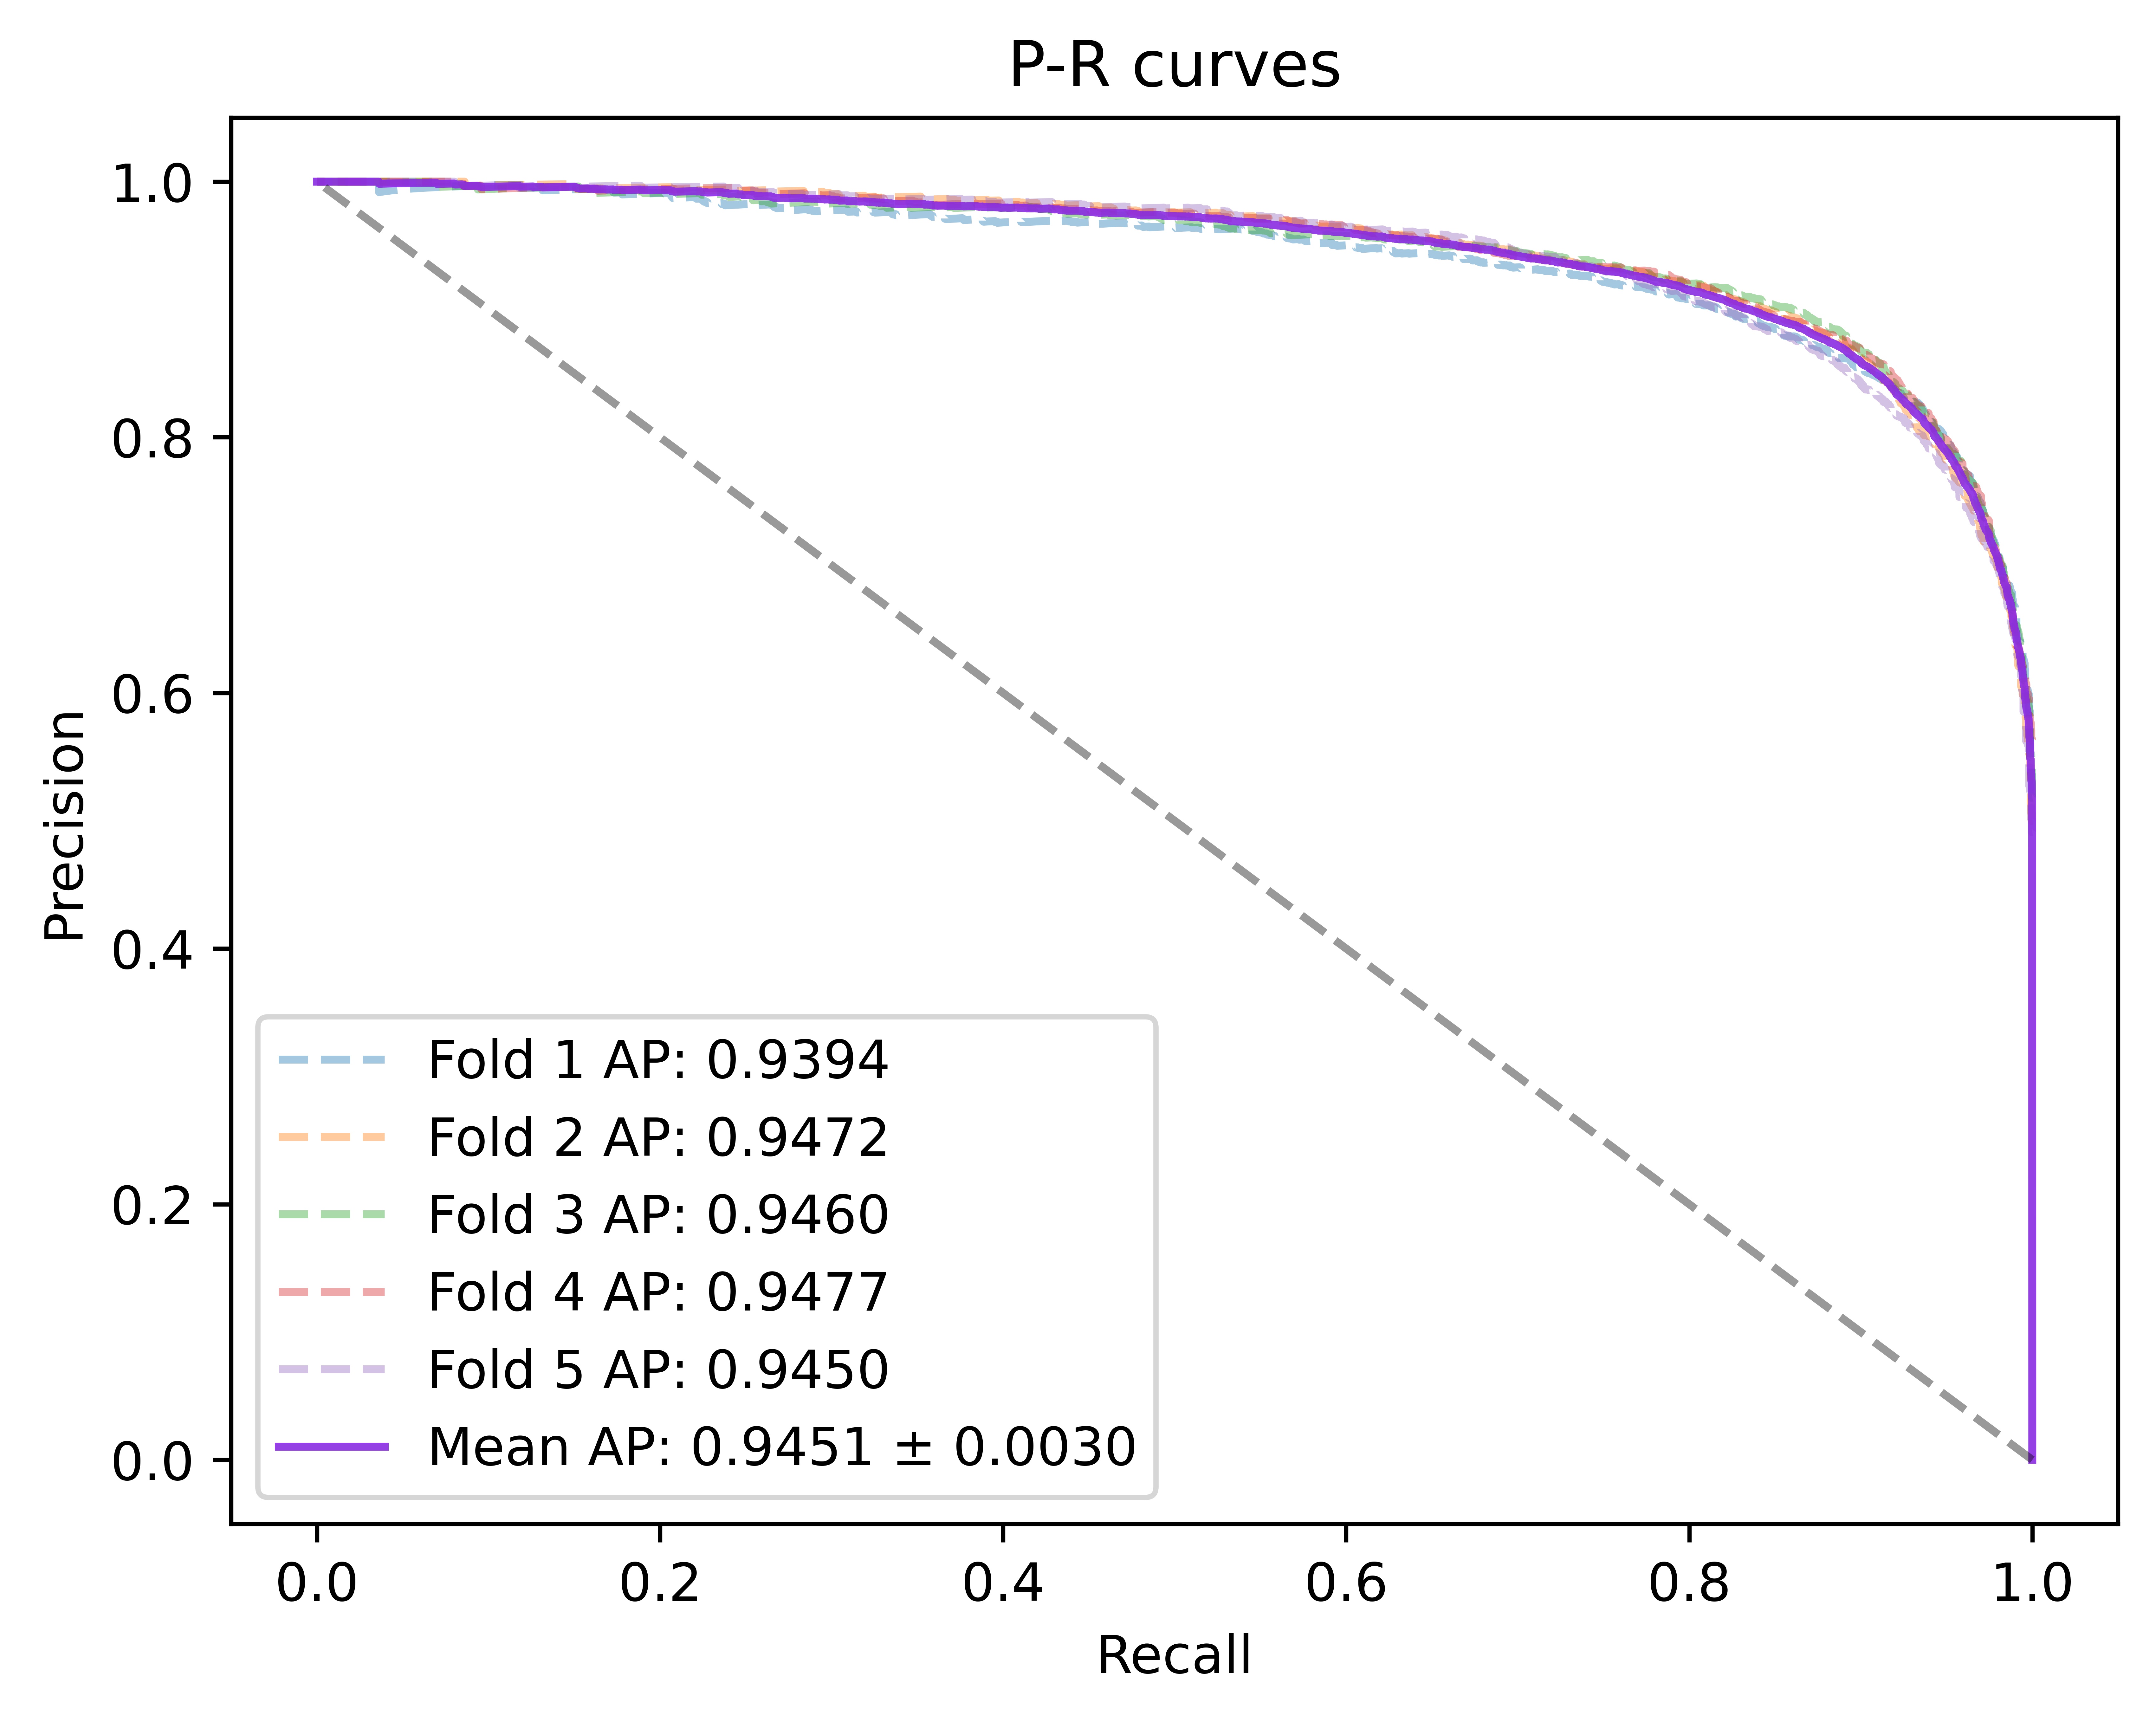 P-R curves
1.0
0.8
0.6
0.4
0.2
0.0
Precision
Fold 1 AP: 0.9394
Fold 2 AP: 0.9472
Fold 3 AP: 0.9460
Fold 4 AP: 0.9477
Fold 5 AP: 0.9450
Mean AP: 0.9451 ± 0.0030
0.0 0.2 0.4 0.6 0.8 1.0
Recall